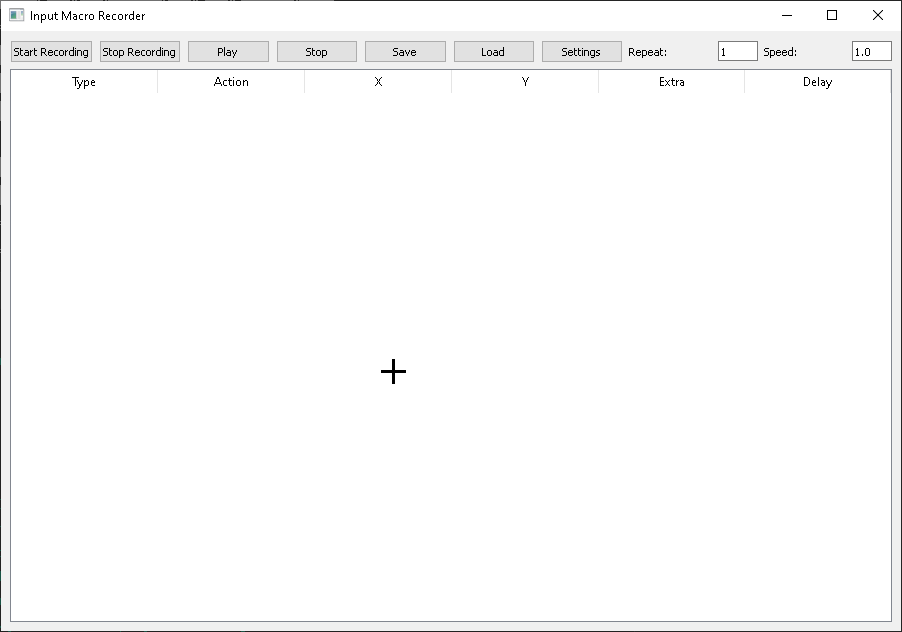 Input Macro Recorder
Start Recording Stop Recording Play Stop Save Load Settings Repeat: 1 Speed: 1.0
Type Action X Y Extra Delay